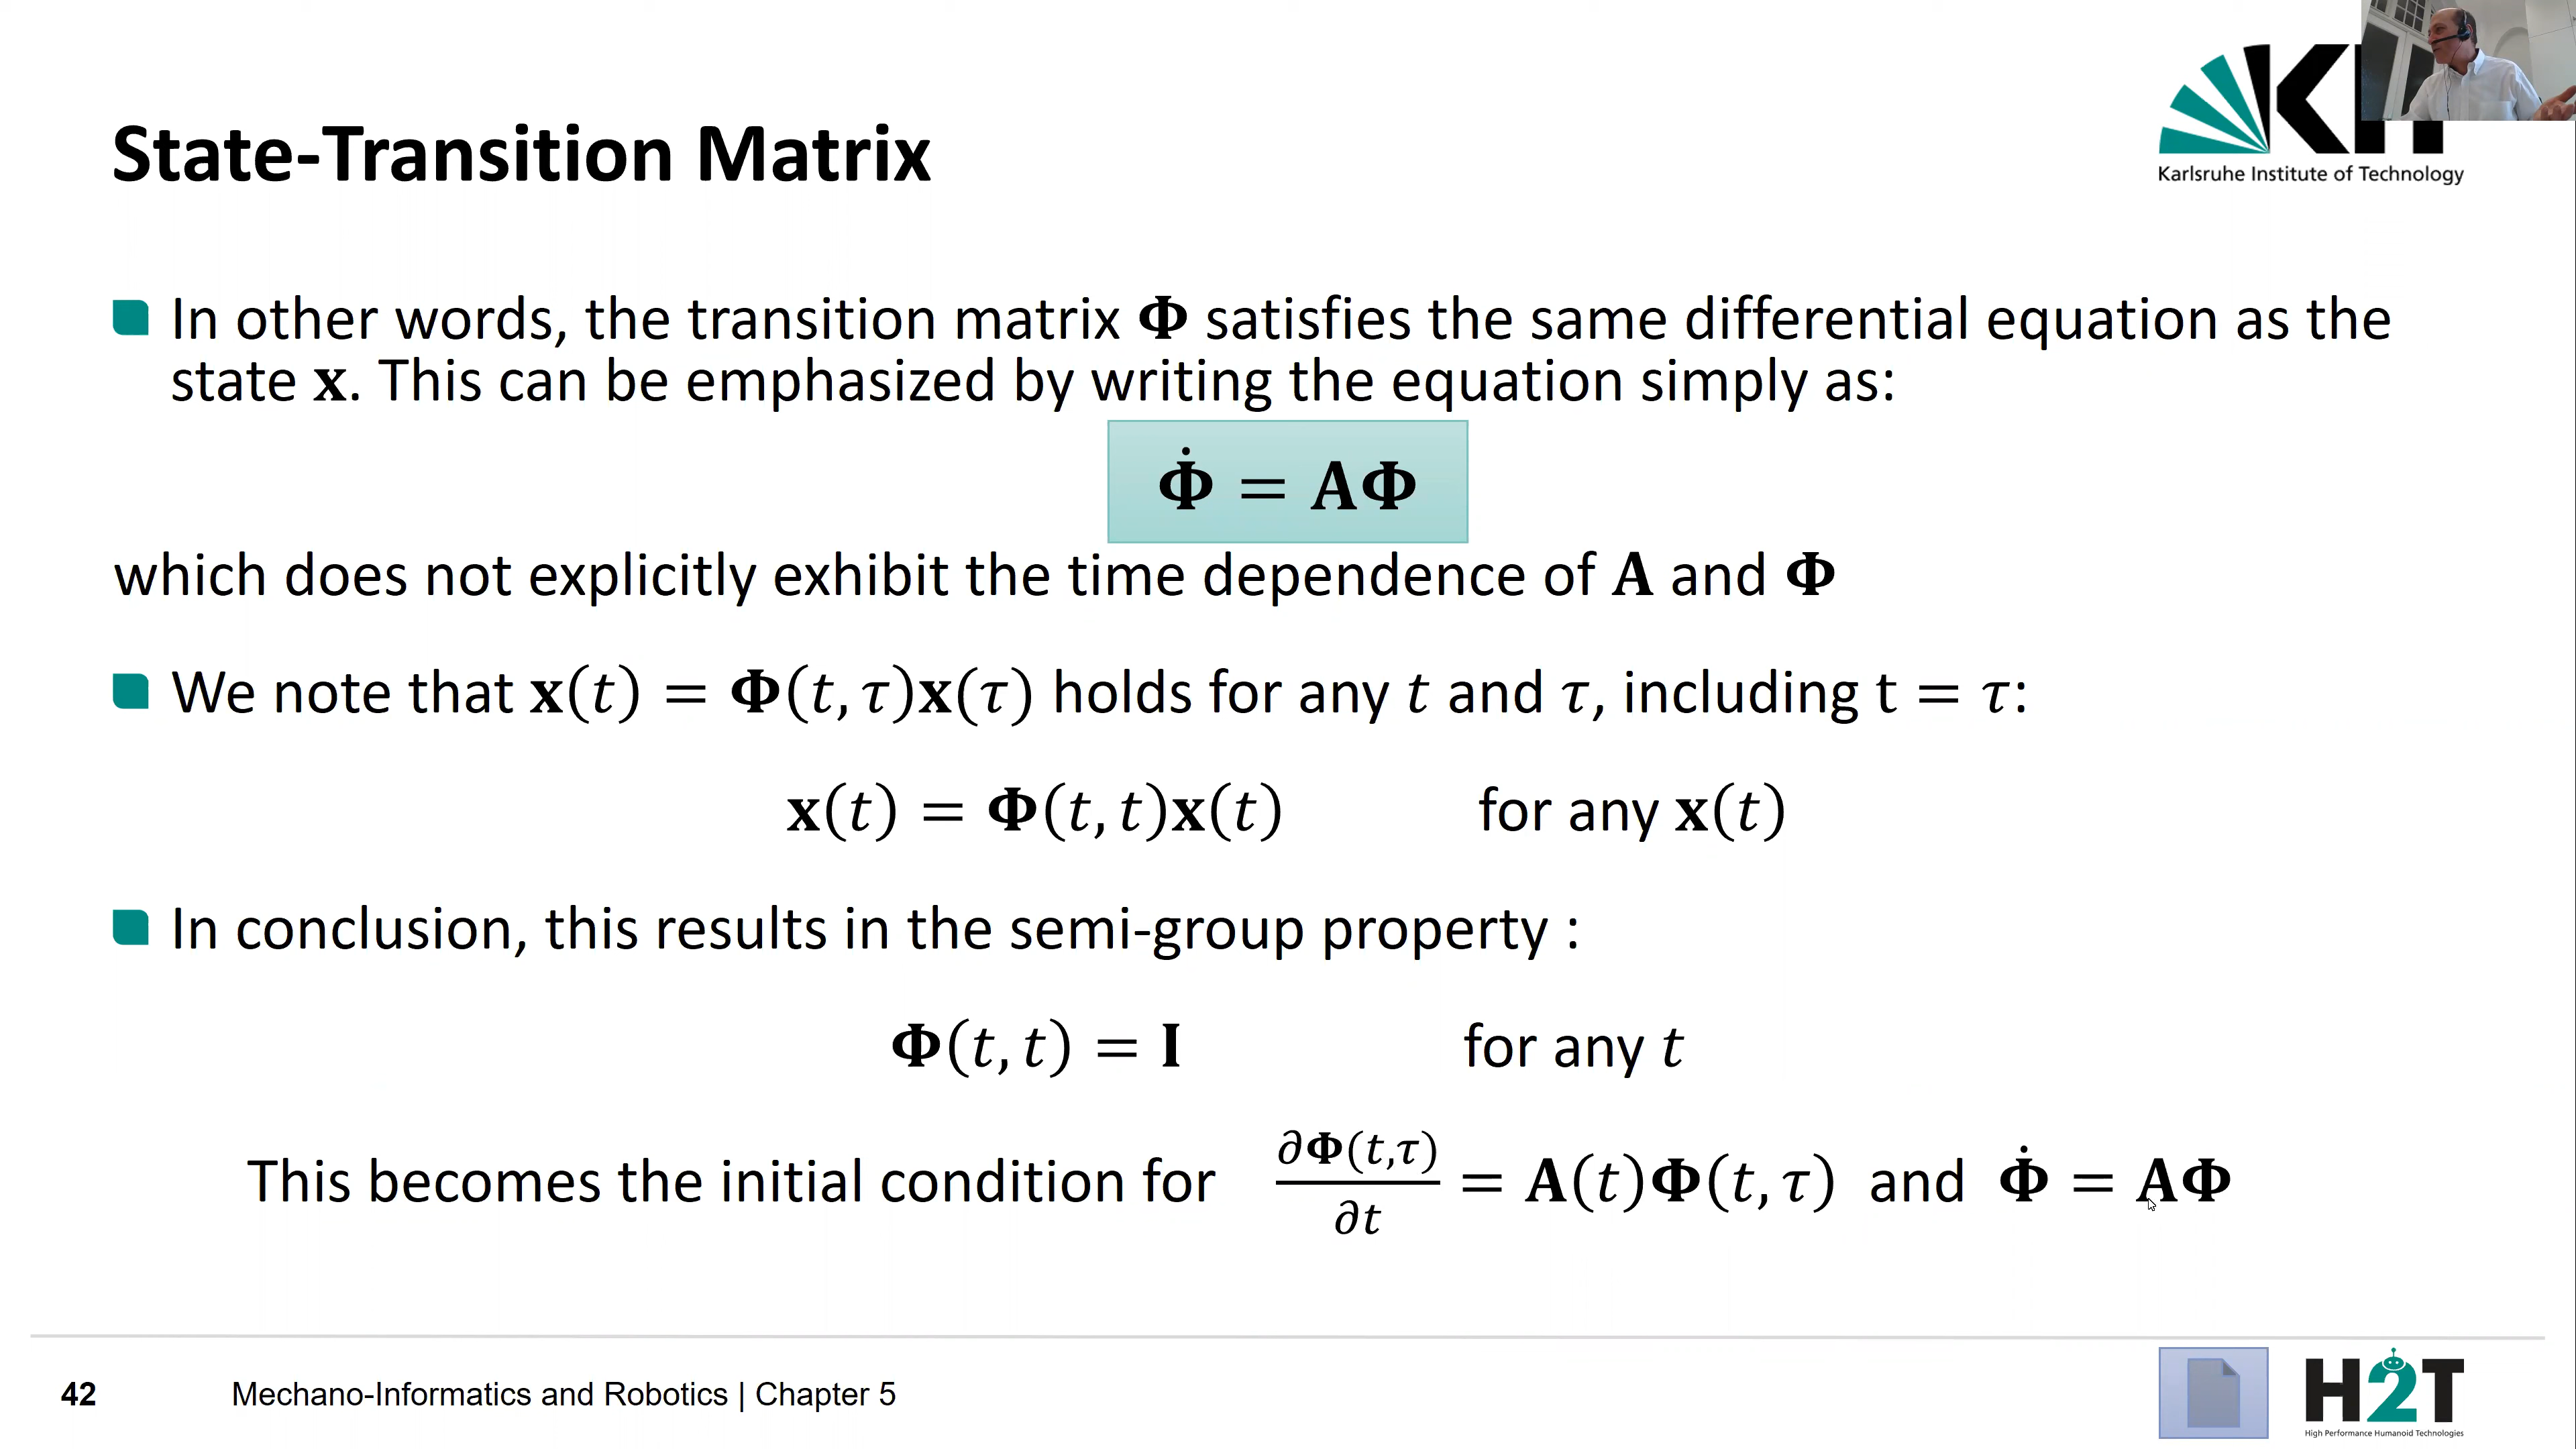 State-Transition Matrix
Karlsruhe Institute of Technology
In other words, the transition matrix 𝚽 satisfies the same differential equation as the
state 𝐱. This can be emphasized by writing the equation simply as:
𝚽̇ = 𝐀𝚽
which does not explicitly exhibit the time dependence of 𝐀 and 𝚽
We note that 𝐱(𝑡) = 𝚽(𝑡, 𝜏)𝐱(𝜏) holds for any 𝑡 and 𝜏, including t = 𝜏:
𝐱(𝑡) = 𝚽(𝑡, 𝑡)𝐱(𝑡) for any 𝐱(𝑡)
In conclusion, this results in the semi-group property :
𝚽(𝑡, 𝑡) = 𝐈 for any 𝑡
This becomes the initial condition for ∂𝚽(𝑡,𝜏)/∂𝑡 = 𝐀(𝑡)𝚽(𝑡, 𝜏) and 𝚽̇ = 𝐀𝚽
42 Mechano-Informatics and Robotics | Chapter 5
H2T
High Performance Humanoid Technologies